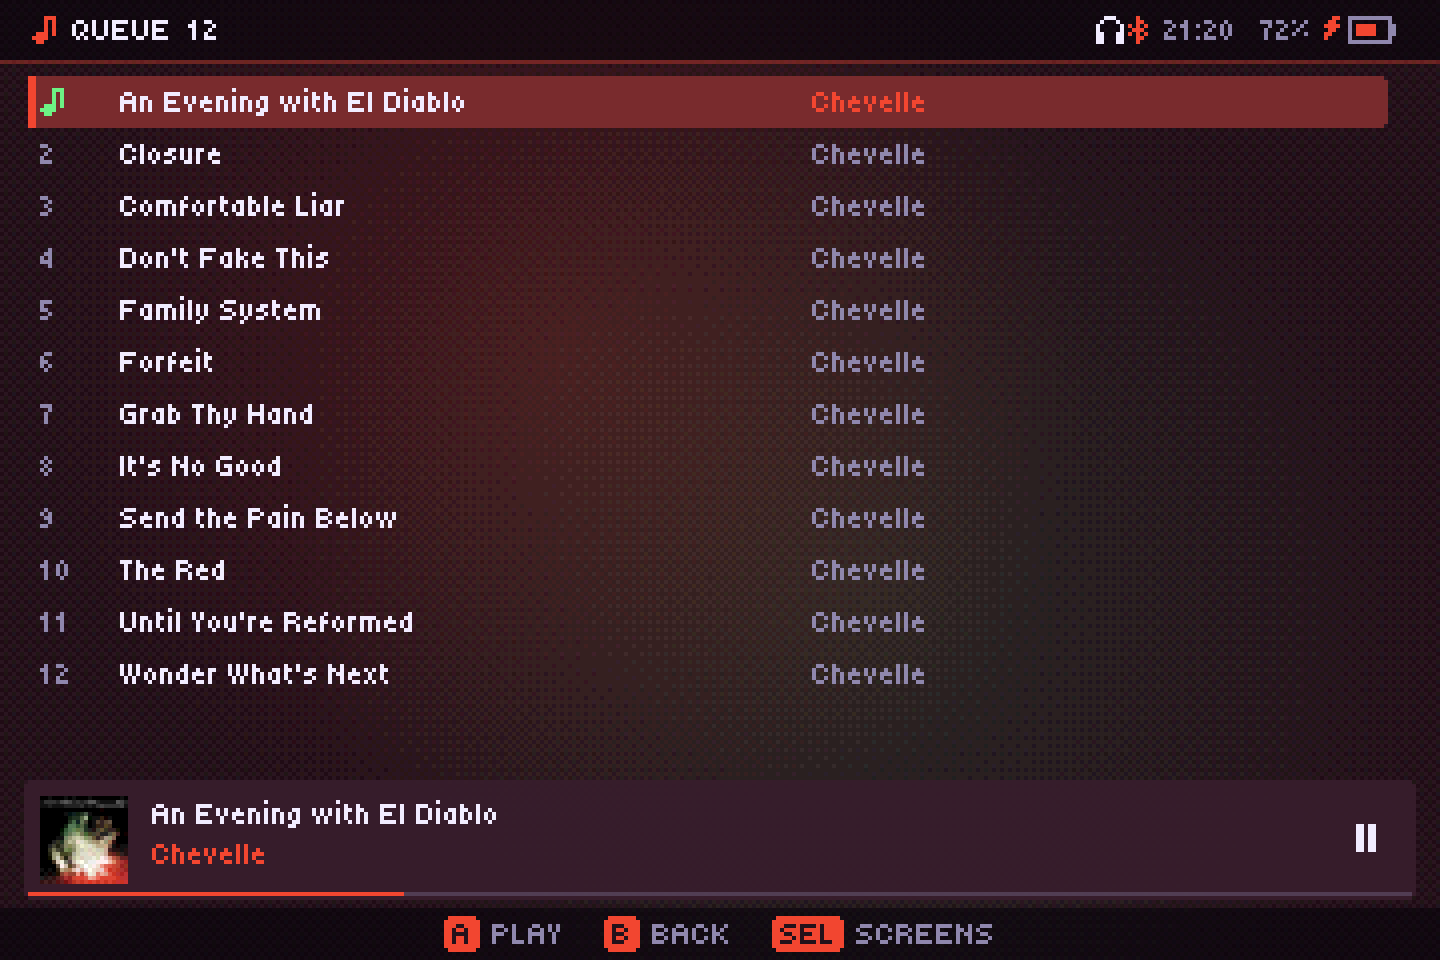 QUEUE 12 21:20 72%
An Evening with El Diablo Chevelle
2 Closure Chevelle
3 Comfortable Liar Chevelle
4 Don't Fake This Chevelle
5 Family System Chevelle
6 Forfeit Chevelle
7 Grab Thy Hand Chevelle
8 It's No Good Chevelle
9 Send the Pain Below Chevelle
10 The Red Chevelle
11 Until You're Reformed Chevelle
12 Wonder What's Next Chevelle
An Evening with El Diablo
Chevelle
A PLAY B BACK SEL SCREENS